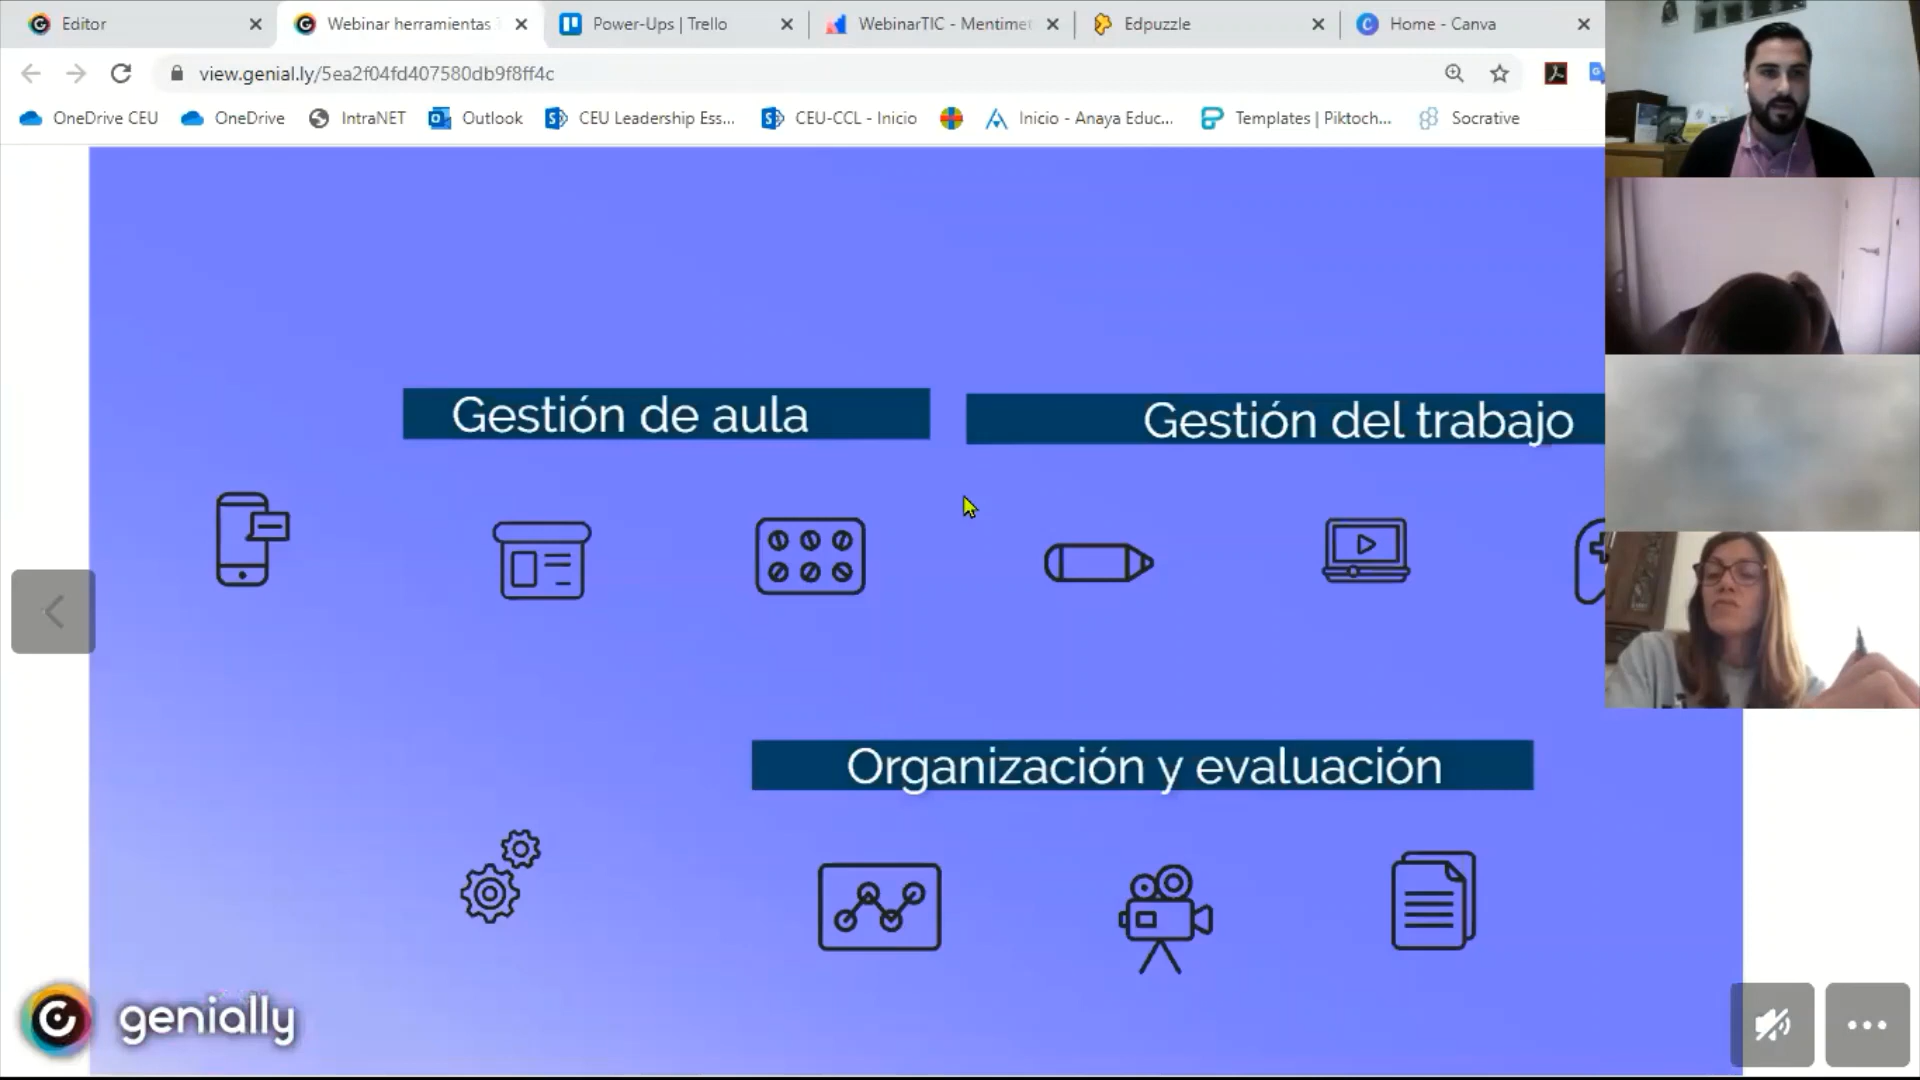 Editor
Webinar herramientas
Power-Ups | Trello
WebinarTIC - Mentimet
Edpuzzle
Home - Canva
view.genial.ly/5ea2f04fd407580db9f8ff4c
OneDrive CEU
OneDrive
IntraNET
Outlook
CEU Leadership Ess...
CEU-CCL - Inicio
Inicio - Anaya Educ...
Templates | Piktoch...
Socrative
Gestión de aula
Gestión del trabajo
Organización y evaluación
genially